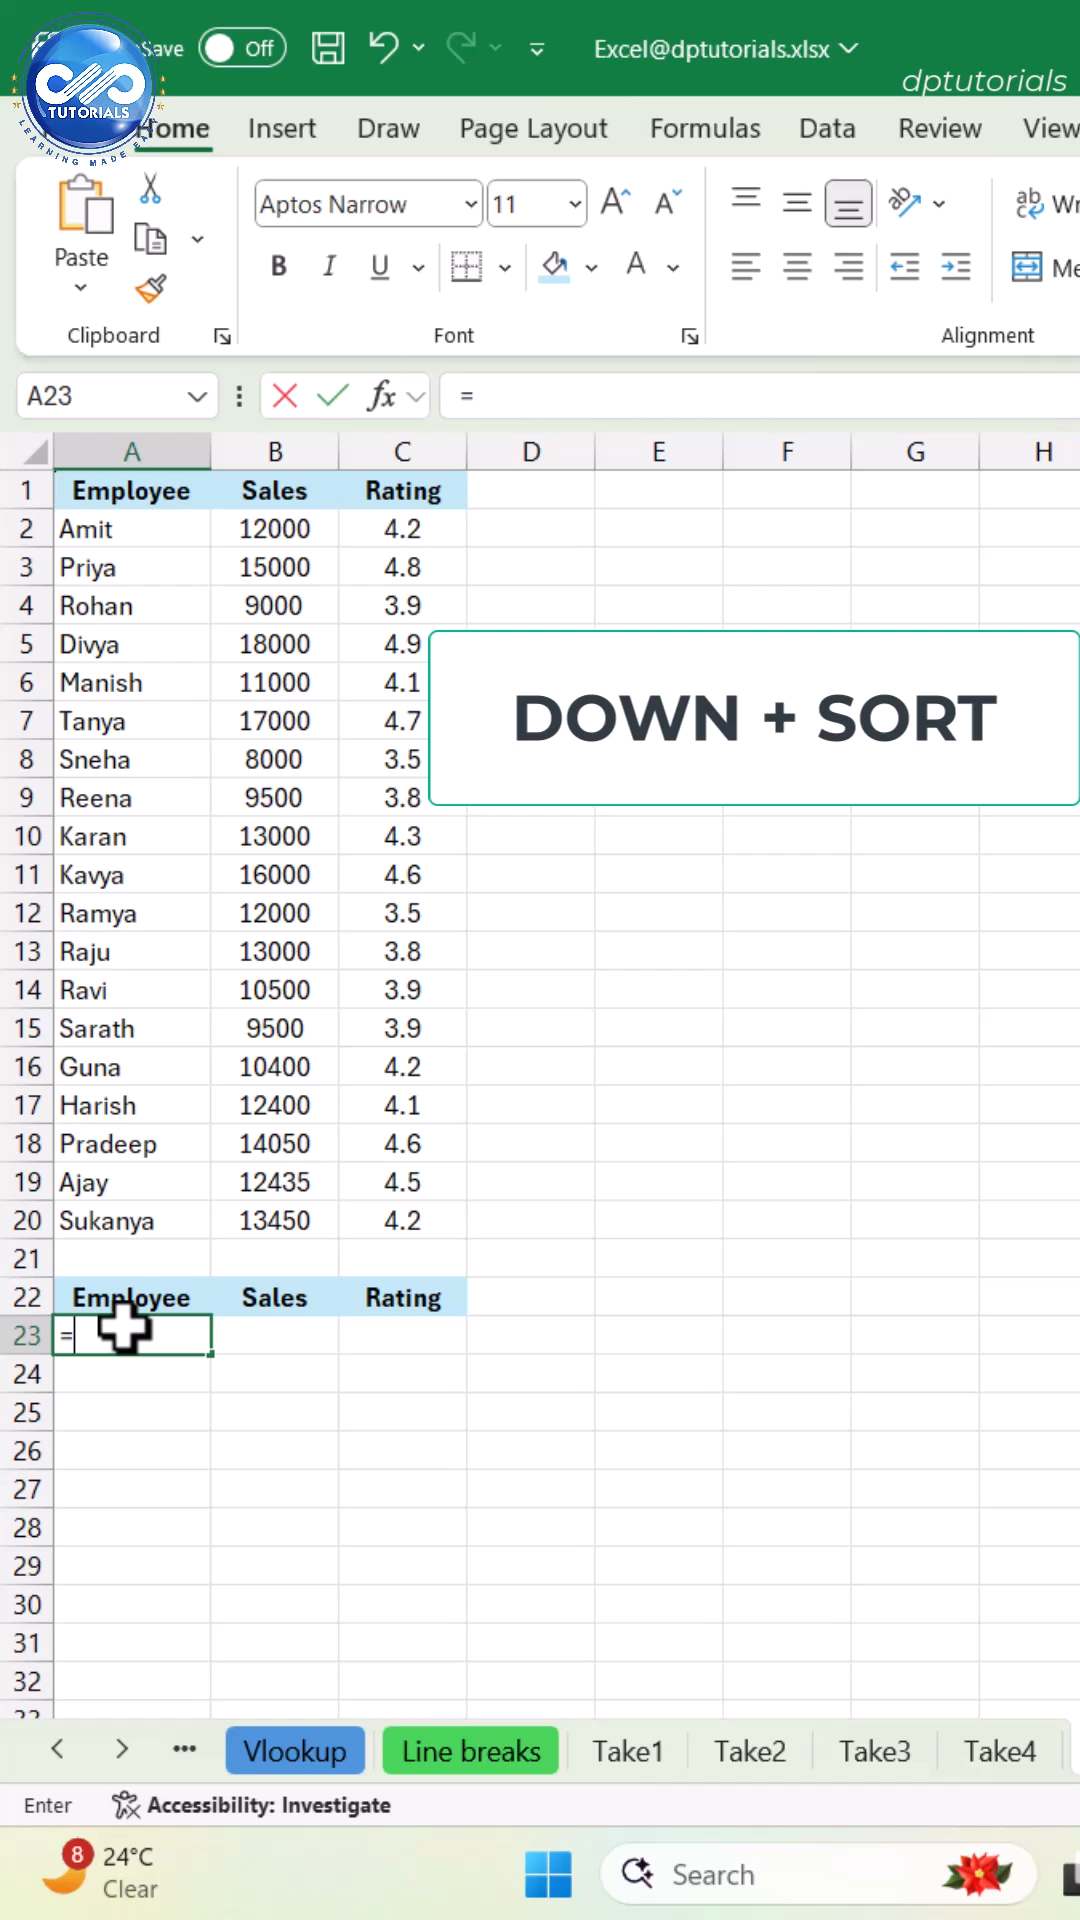 Save Off Excel@dptutorials.xlsx
dptutorials
TUTORIALS
LEARNING MADE EASY
Home Insert Draw Page Layout Formulas Data Review View
Aptos Narrow 11
Paste
B I U A
Clipboard Font Alignment
A23 fx =
A B C D E F G H
1 Employee Sales Rating
2 Amit 12000 4.2
3 Priya 15000 4.8
4 Rohan 9000 3.9
5 Divya 18000 4.9
6 Manish 11000 4.1
DOWN + SORT
7 Tanya 17000 4.7
8 Sneha 8000 3.5
9 Reena 9500 3.8
10 Karan 13000 4.3
11 Kavya 16000 4.6
12 Ramya 12000 3.5
13 Raju 13000 3.8
14 Ravi 10500 3.9
15 Sarath 9500 3.9
16 Guna 10400 4.2
17 Harish 12400 4.1
18 Pradeep 14050 4.6
19 Ajay 12435 4.5
20 Sukanya 13450 4.2
21
22 Employee Sales Rating
23 =
24
25
26
27
28
29
30
31
32
Vlookup Line breaks Take1 Take2 Take3 Take4
Enter Accessibility: Investigate
8 24°C
Clear
Search